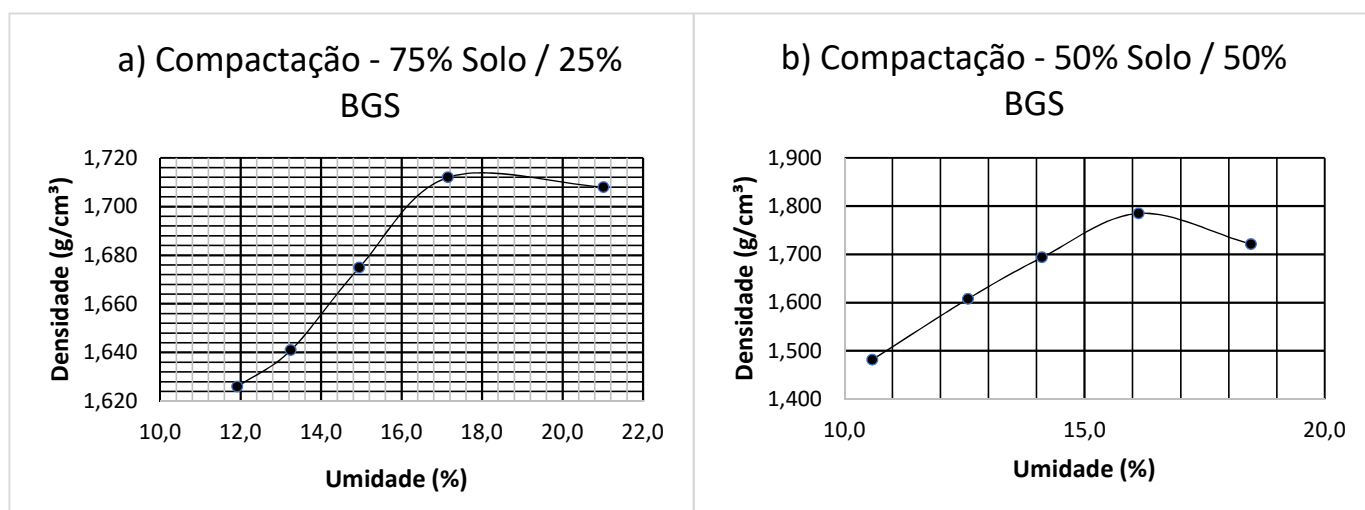 a) Compactação - 75% Solo / 25%
BGS
1,720
1,700
1,680
1,660
1,640
1,620
10,0 12,0 14,0 16,0 18,0 20,0 22,0
Densidade (g/cm³)
Umidade (%)
b) Compactação - 50% Solo / 50%
BGS
1,900
1,800
1,700
1,600
1,500
1,400
10,0 15,0 20,0
Densidade (g/cm³)
Umidade (%)